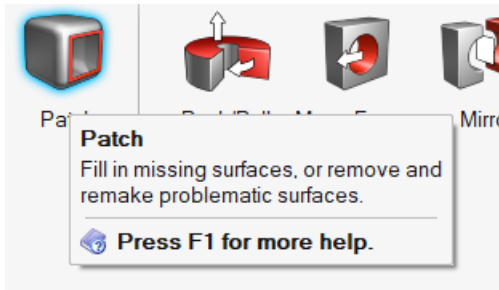 Patch
Fill in missing surfaces, or remove and
remake problematic surfaces.
Press F1 for more help.